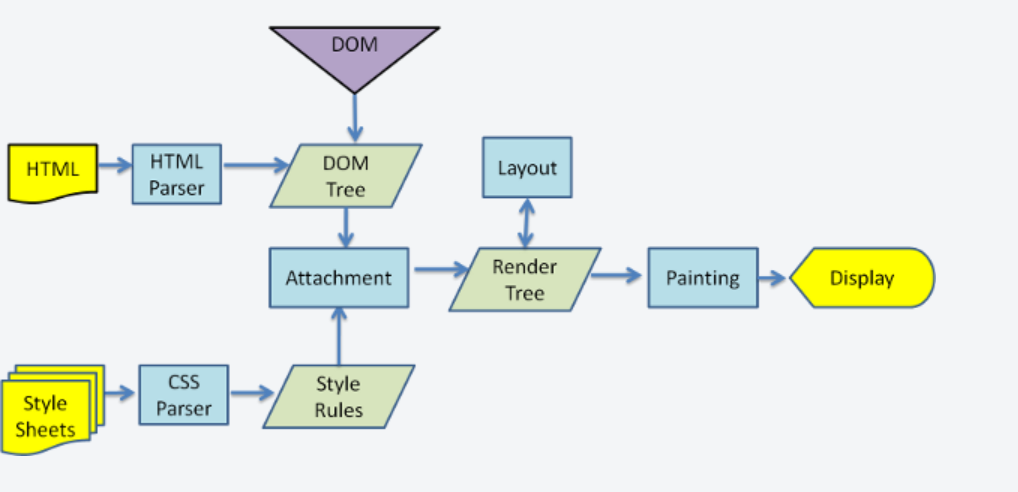 DOM
HTML
HTML
Parser
DOM
Tree
Layout
Attachment
Render
Tree
Painting
Display
Style
Sheets
CSS
Parser
Style
Rules